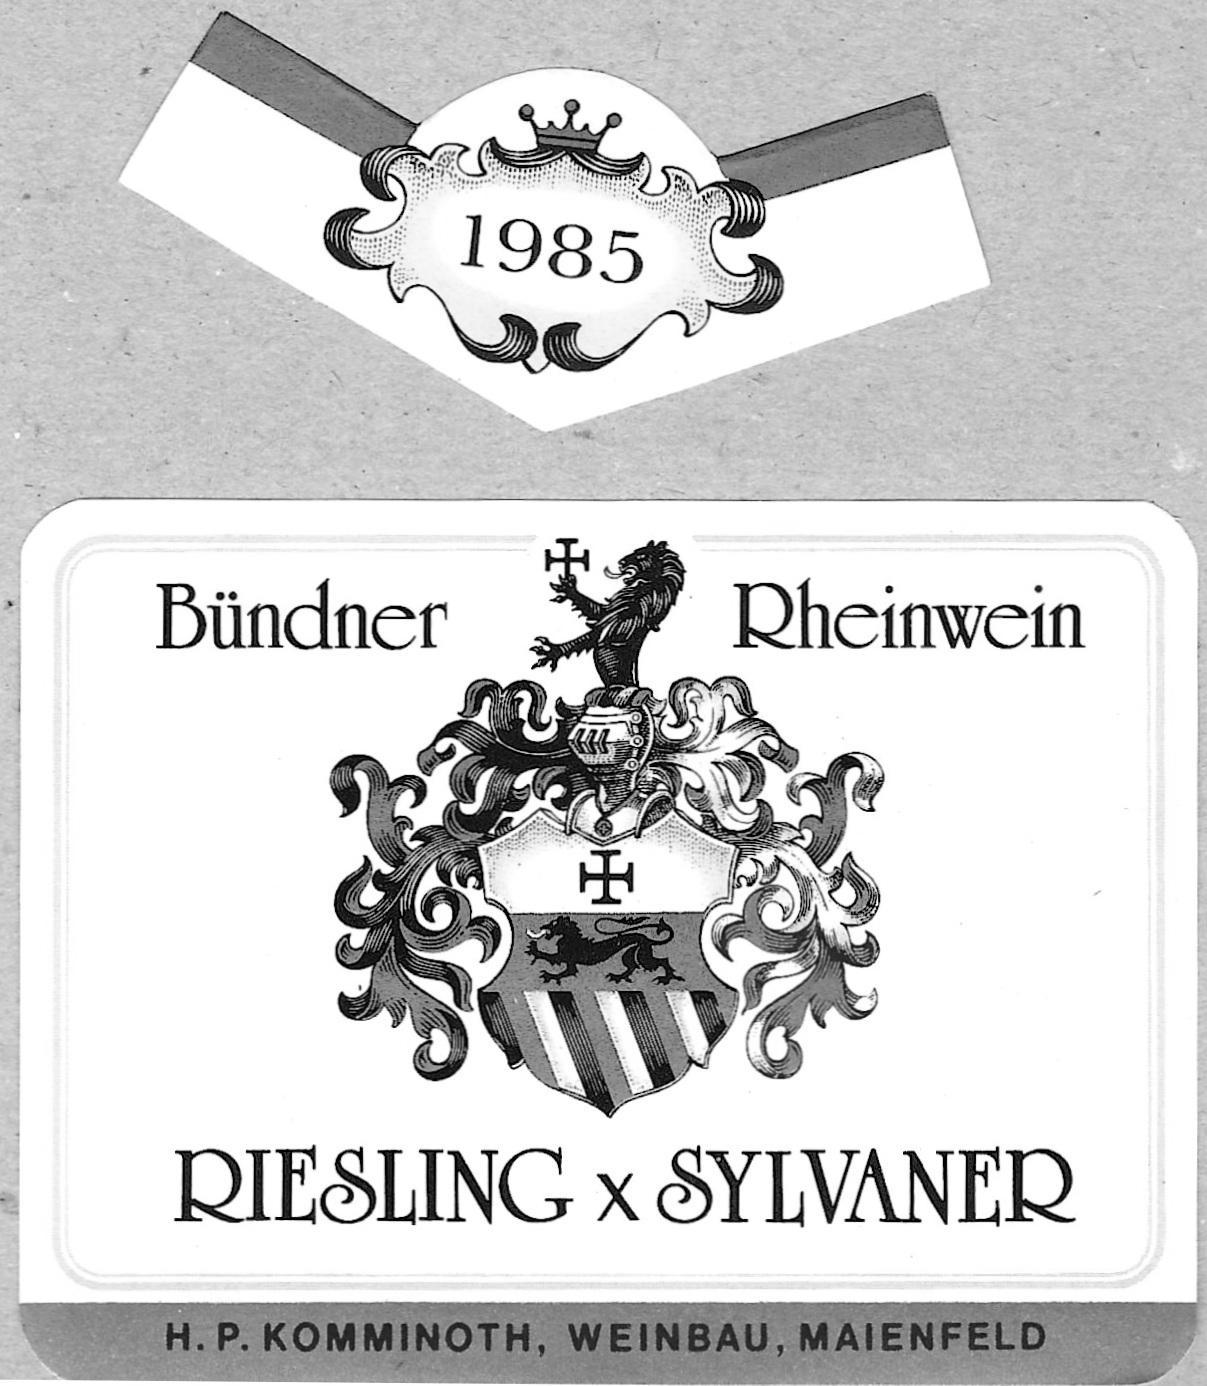 1985
Bündner Rheinwein
RIESLING x SYLVANER
H. P. KOMMINOTH, WEINBAU, MAIENFELD